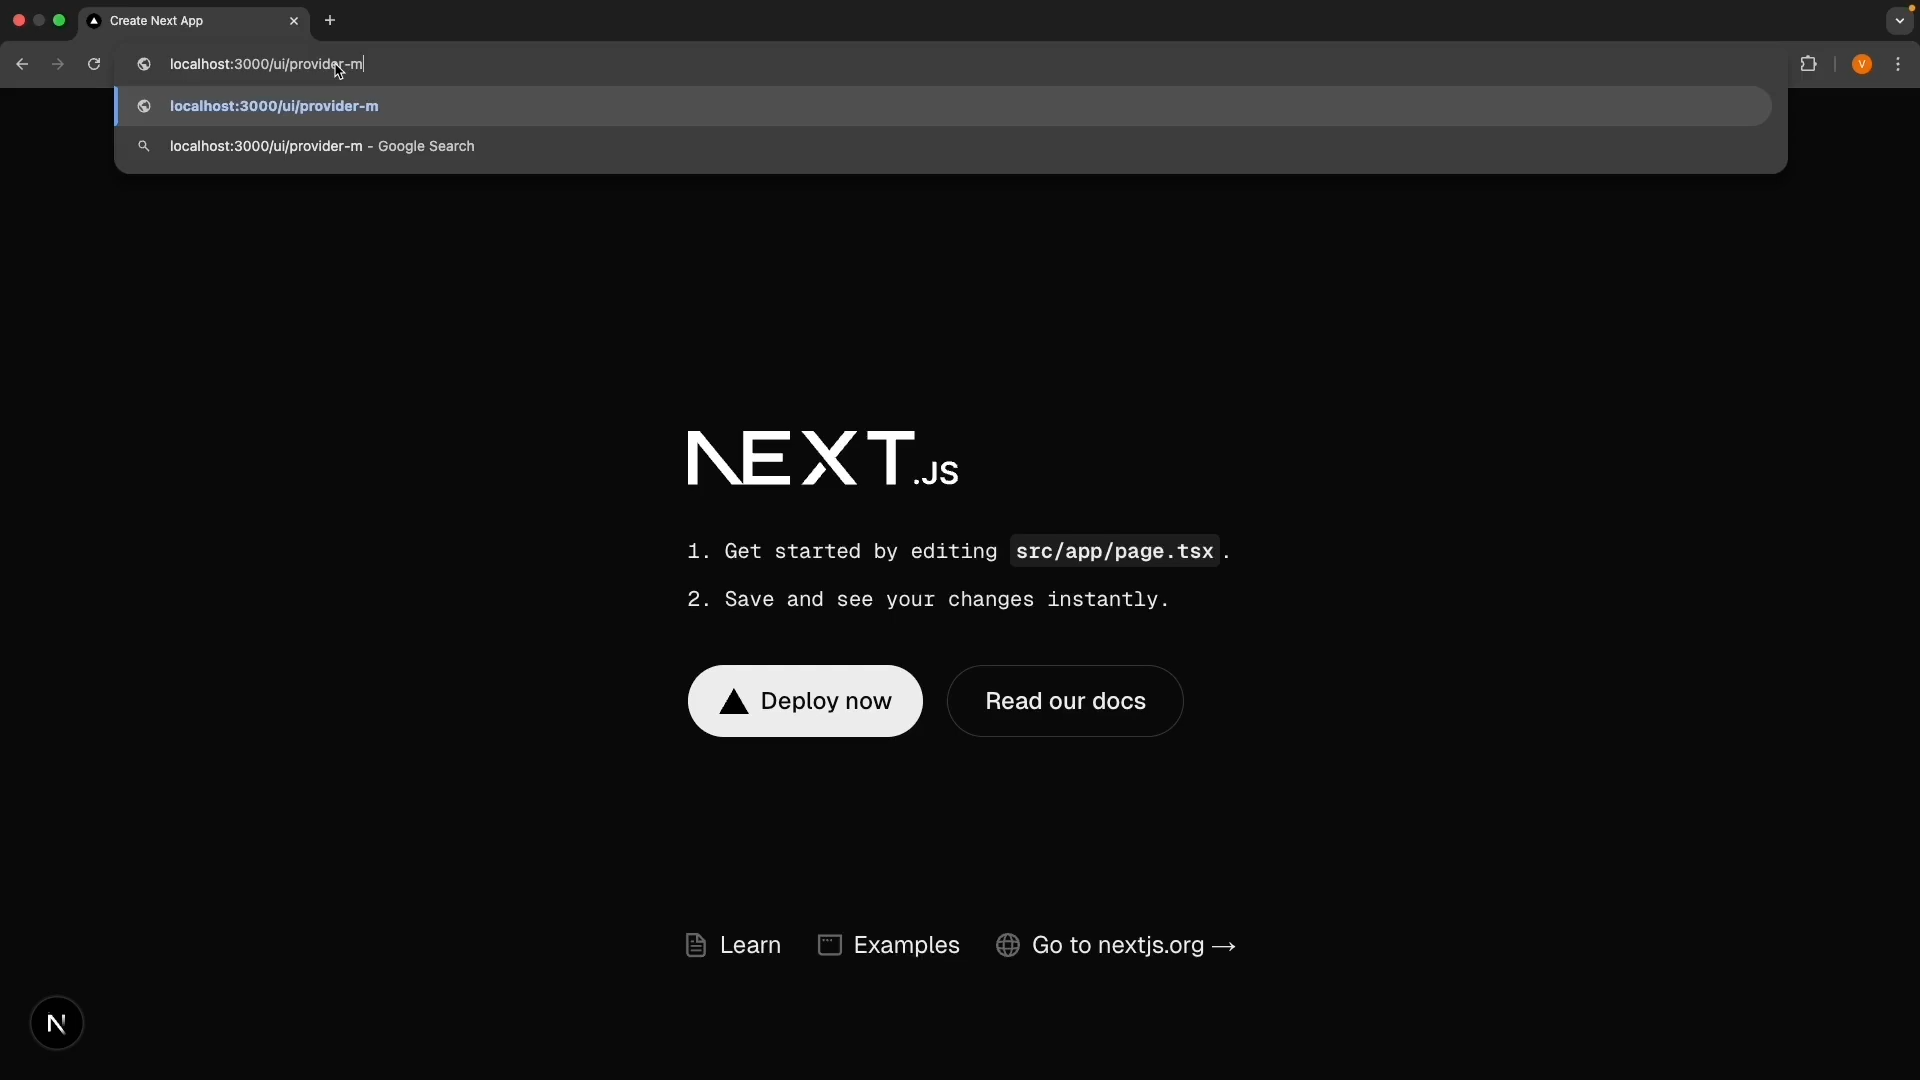 Create Next App
localhost:3000/ui/provider-m
V
localhost:3000/ui/provider-m
localhost:3000/ui/provider-m - Google Search
NEXT.JS
1. Get started by editing src/app/page.tsx.
2. Save and see your changes instantly.
Deploy now
Read our docs
Learn
Examples
Go to nextjs.org →
N